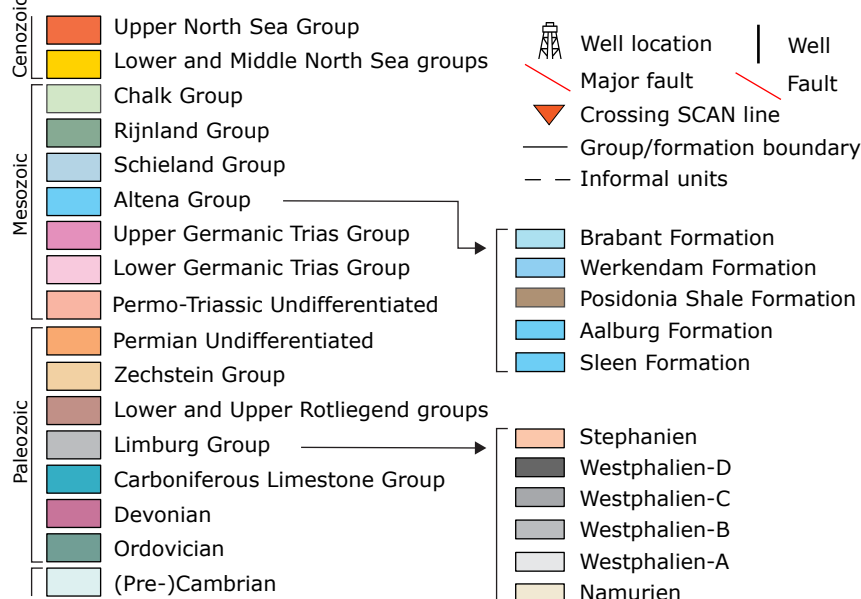 Cenozoic
Upper North Sea Group
Lower and Middle North Sea groups
Mesozoic
Chalk Group
Rijnland Group
Schieland Group
Altena Group
Upper Germanic Trias Group
Lower Germanic Trias Group
Permo-Triassic Undifferentiated
Paleozoic
Permian Undifferentiated
Zechstein Group
Lower and Upper Rotliegend groups
Limburg Group
Carboniferous Limestone Group
Devonian
Ordovician
(Pre-)Cambrian
Well location
Well
Major fault
Fault
Crossing SCAN line
Group/formation boundary
Informal units
Brabant Formation
Werkendam Formation
Posidonia Shale Formation
Aalburg Formation
Sleen Formation
Stephanien
Westphalien-D
Westphalien-C
Westphalien-B
Westphalien-A
Namurien